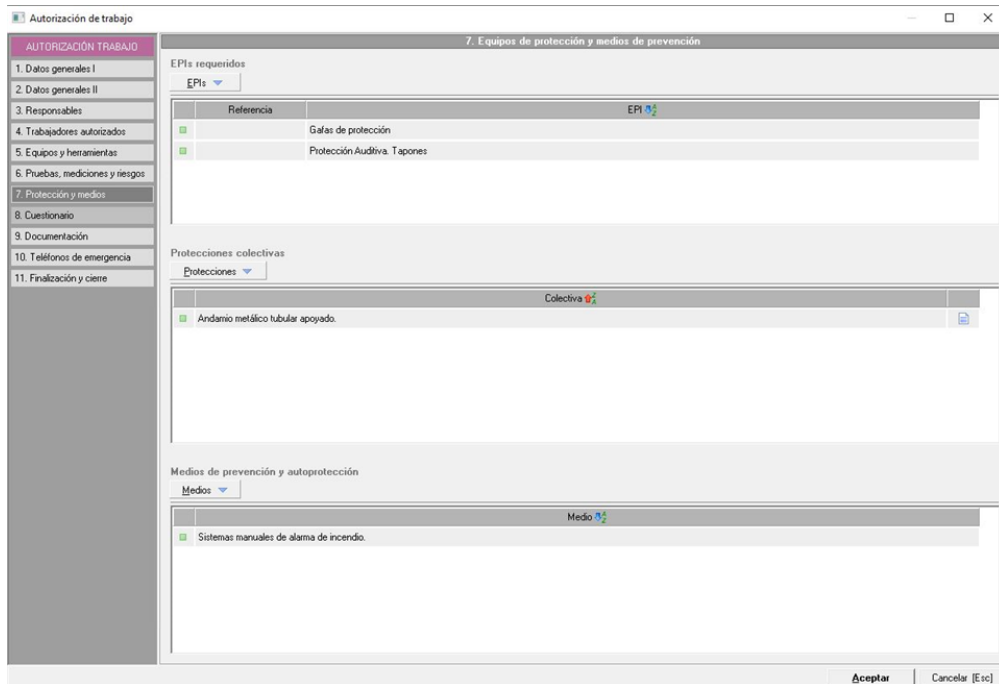 Autorización de trabajo
AUTORIZACIÓN TRABAJO
1. Datos generales I
2. Datos generales II
3. Responsables
4. Trabajadores autorizados
5. Equipos y herramientas
6. Pruebas, mediciones y riesgos
7. Protección y medios
8. Cuestionario
9. Documentación
10. Teléfonos de emergencia
11. Finalización y cierre
7. Equipos de protección y medios de prevención
EPIs requeridos
EPIs
Referencia EPI
Gafas de protección
Protección Auditiva. Tapones
Protecciones colectivas
Protecciones
Colectiva
Andamio metálico tubular apoyado.
Medios de prevención y autoprotección
Medios
Medio
Sistemas manuales de alarma de incendio.
Aceptar Cancelar [Esc]